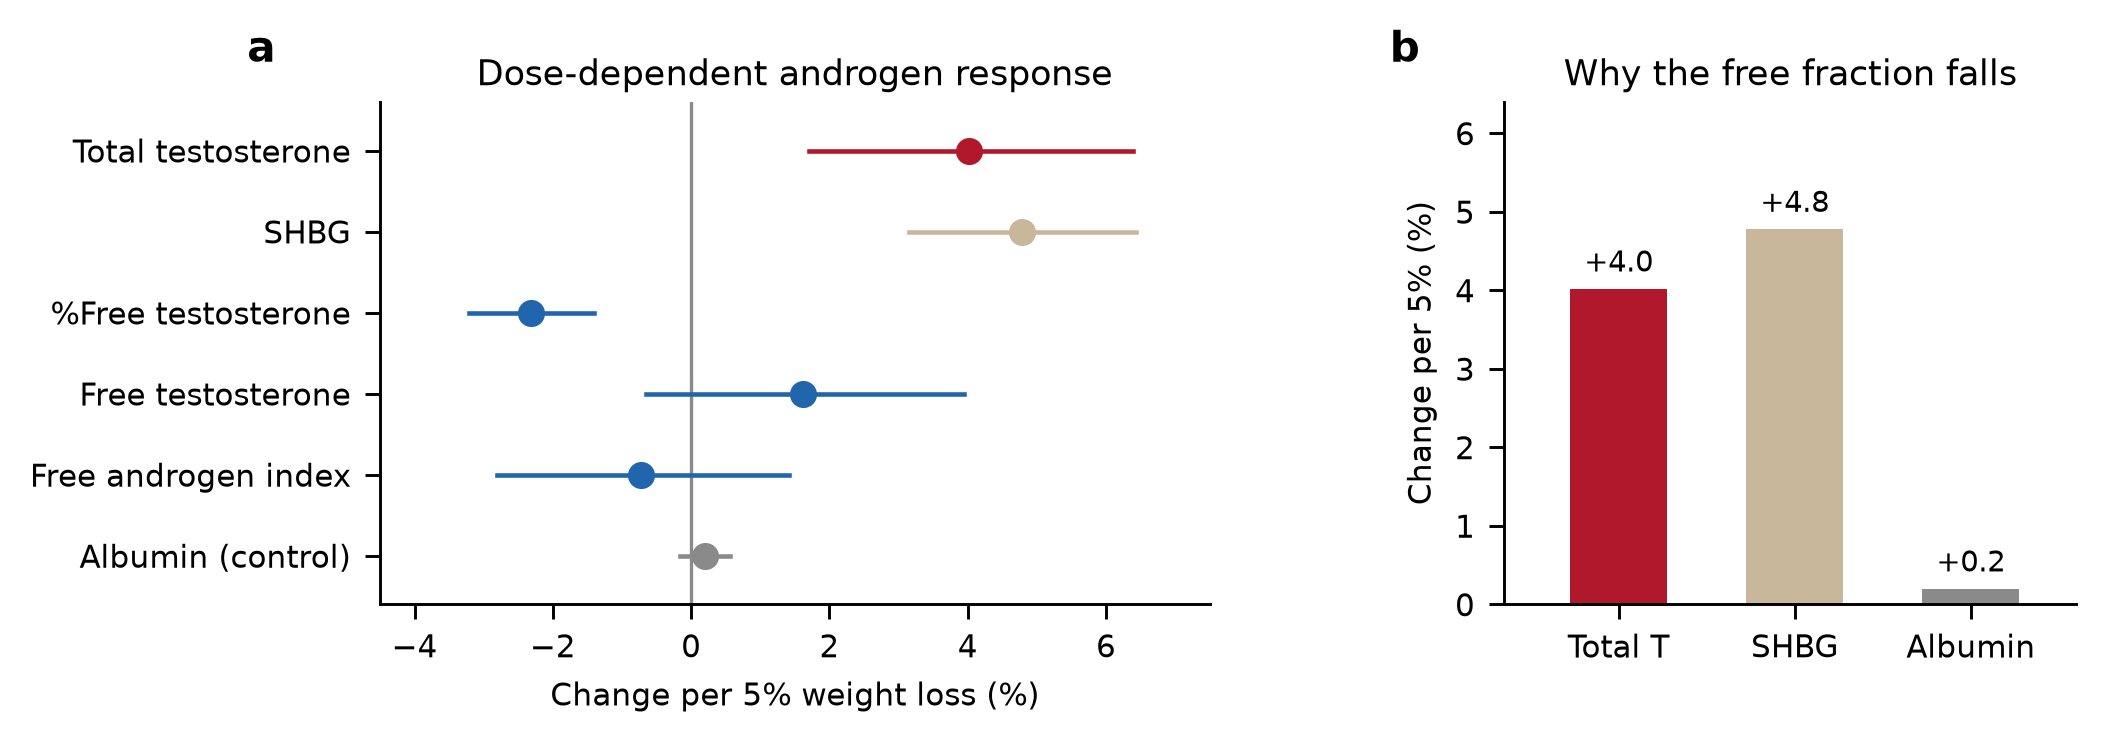 a
Dose-dependent androgen response
Total testosterone
SHBG
%Free testosterone
Free testosterone
Free androgen index
Albumin (control)
−4 −2 0 2 4 6
Change per 5% weight loss (%)
b
Why the free fraction falls
Change per 5% (%)
6
5
4
3
2
1
0
+4.0
+4.8
+0.2
Total T SHBG Albumin